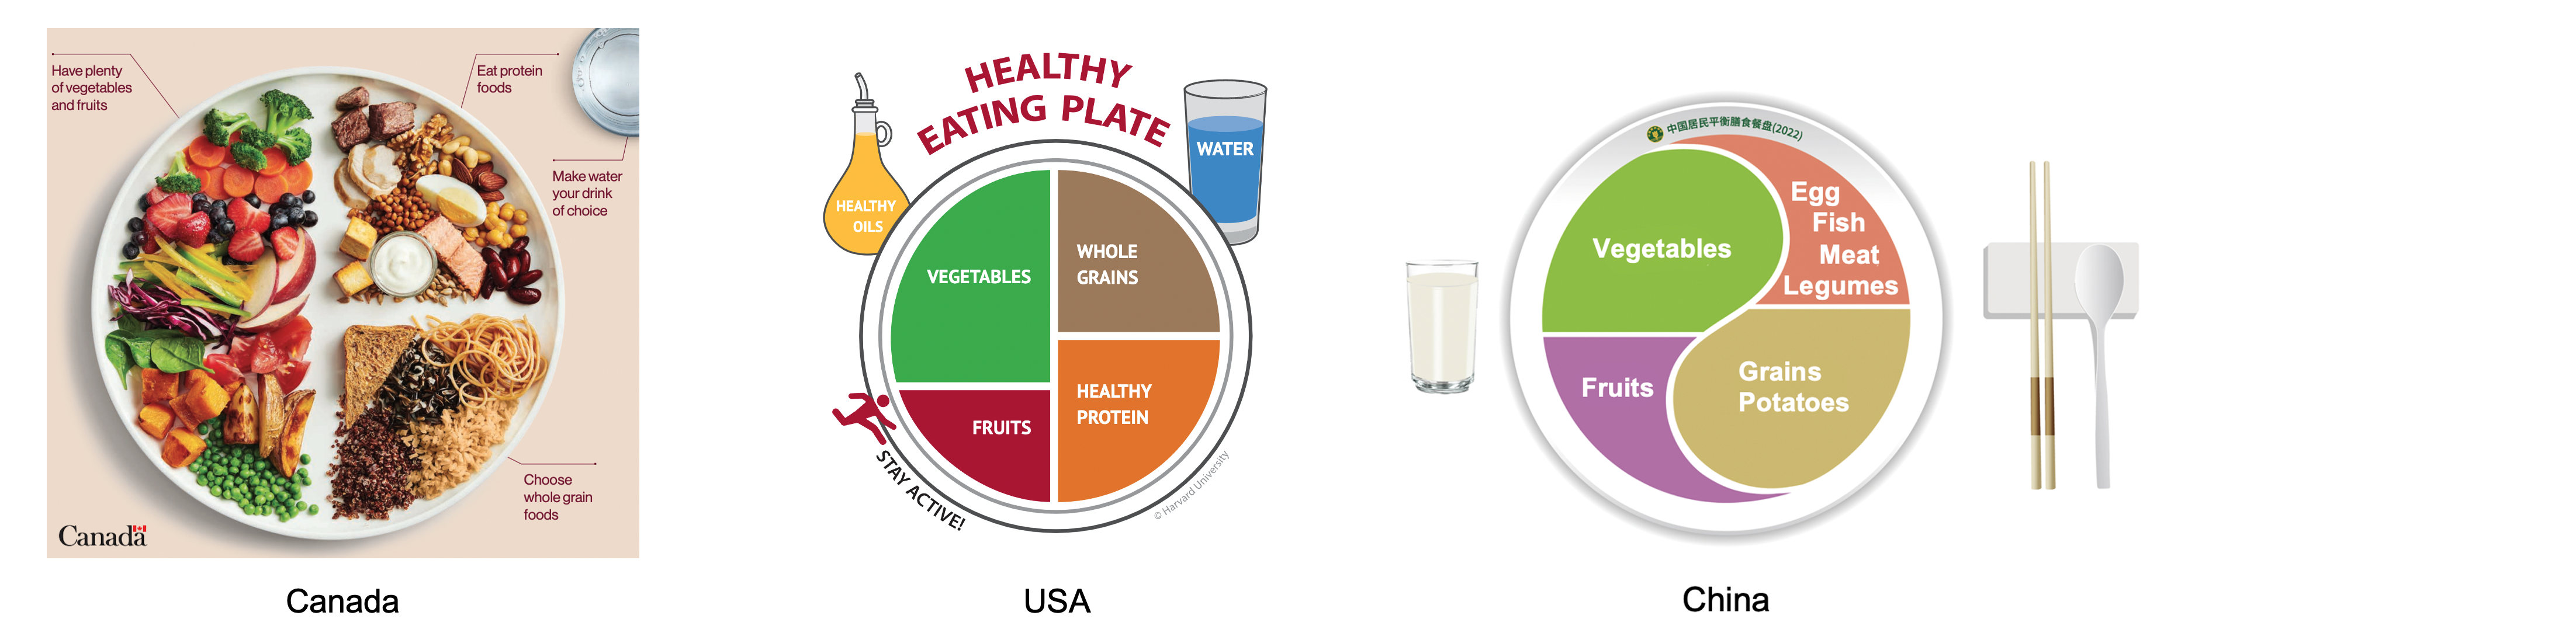 Have plenty
of vegetables
and fruits
Eat protein
foods
Make water
your drink
of choice
Choose
whole grain
foods
Canada
Canada
HEALTHY
EATING PLATE
HEALTHY
OILS
WATER
VEGETABLES
WHOLE
GRAINS
FRUITS
HEALTHY
PROTEIN
STAY ACTIVE!
© Harvard University
USA
中国居民平衡膳食餐盘(2022)
Vegetables
Egg
Fish
Meat
Legumes
Fruits
Grains
Potatoes
China